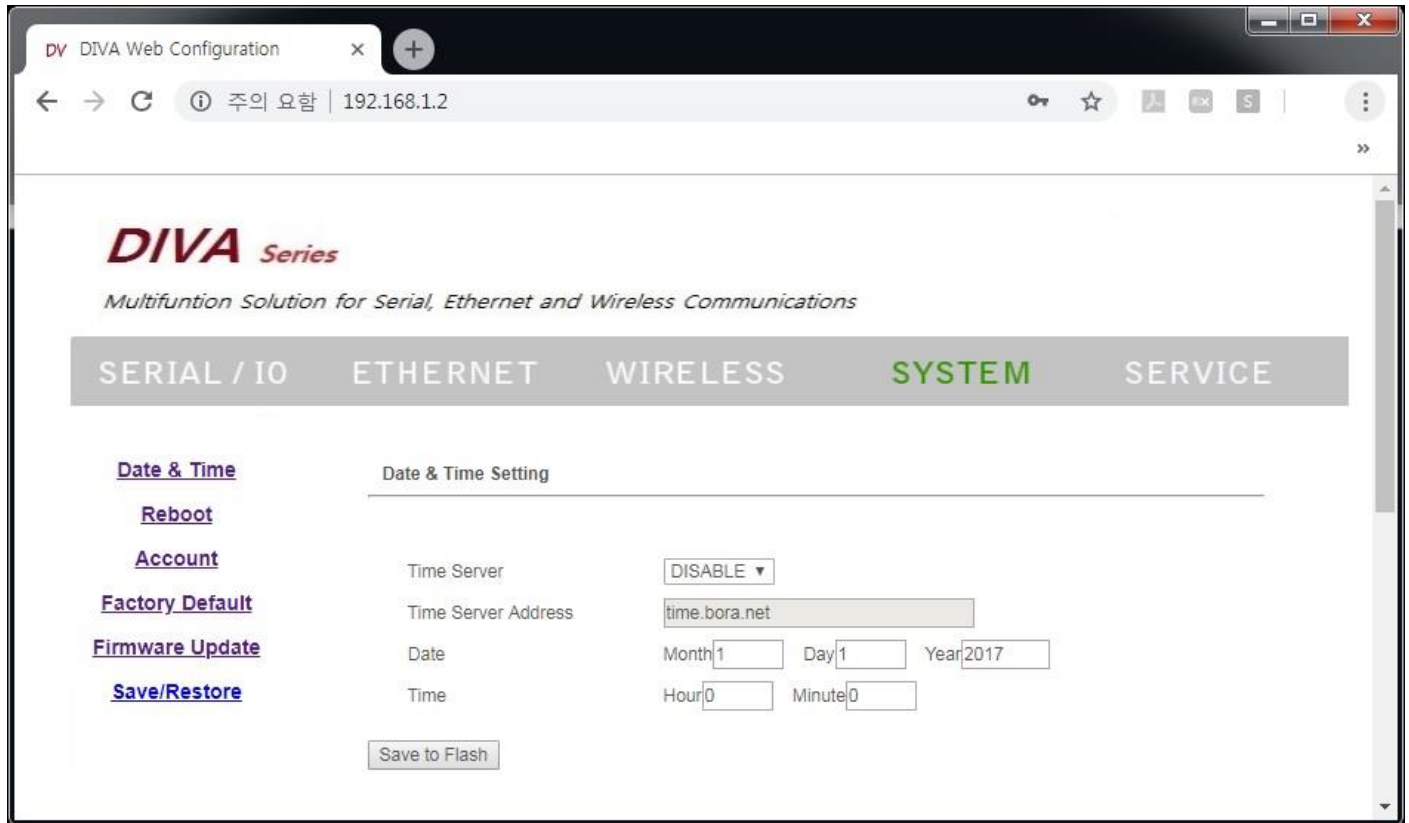 DV DIVA Web Configuration
주의 요함 | 192.168.1.2
DIVA Series
Multifuntion Solution for Serial, Ethernet and Wireless Communications
SERIAL / IO ETHERNET WIRELESS SYSTEM SERVICE
Date & Time
Reboot
Account
Factory Default
Firmware Update
Save/Restore
Date & Time Setting
Time Server DISABLE
Time Server Address time.bora.net
Date Month 1 Day 1 Year 2017
Time Hour 0 Minute 0
Save to Flash